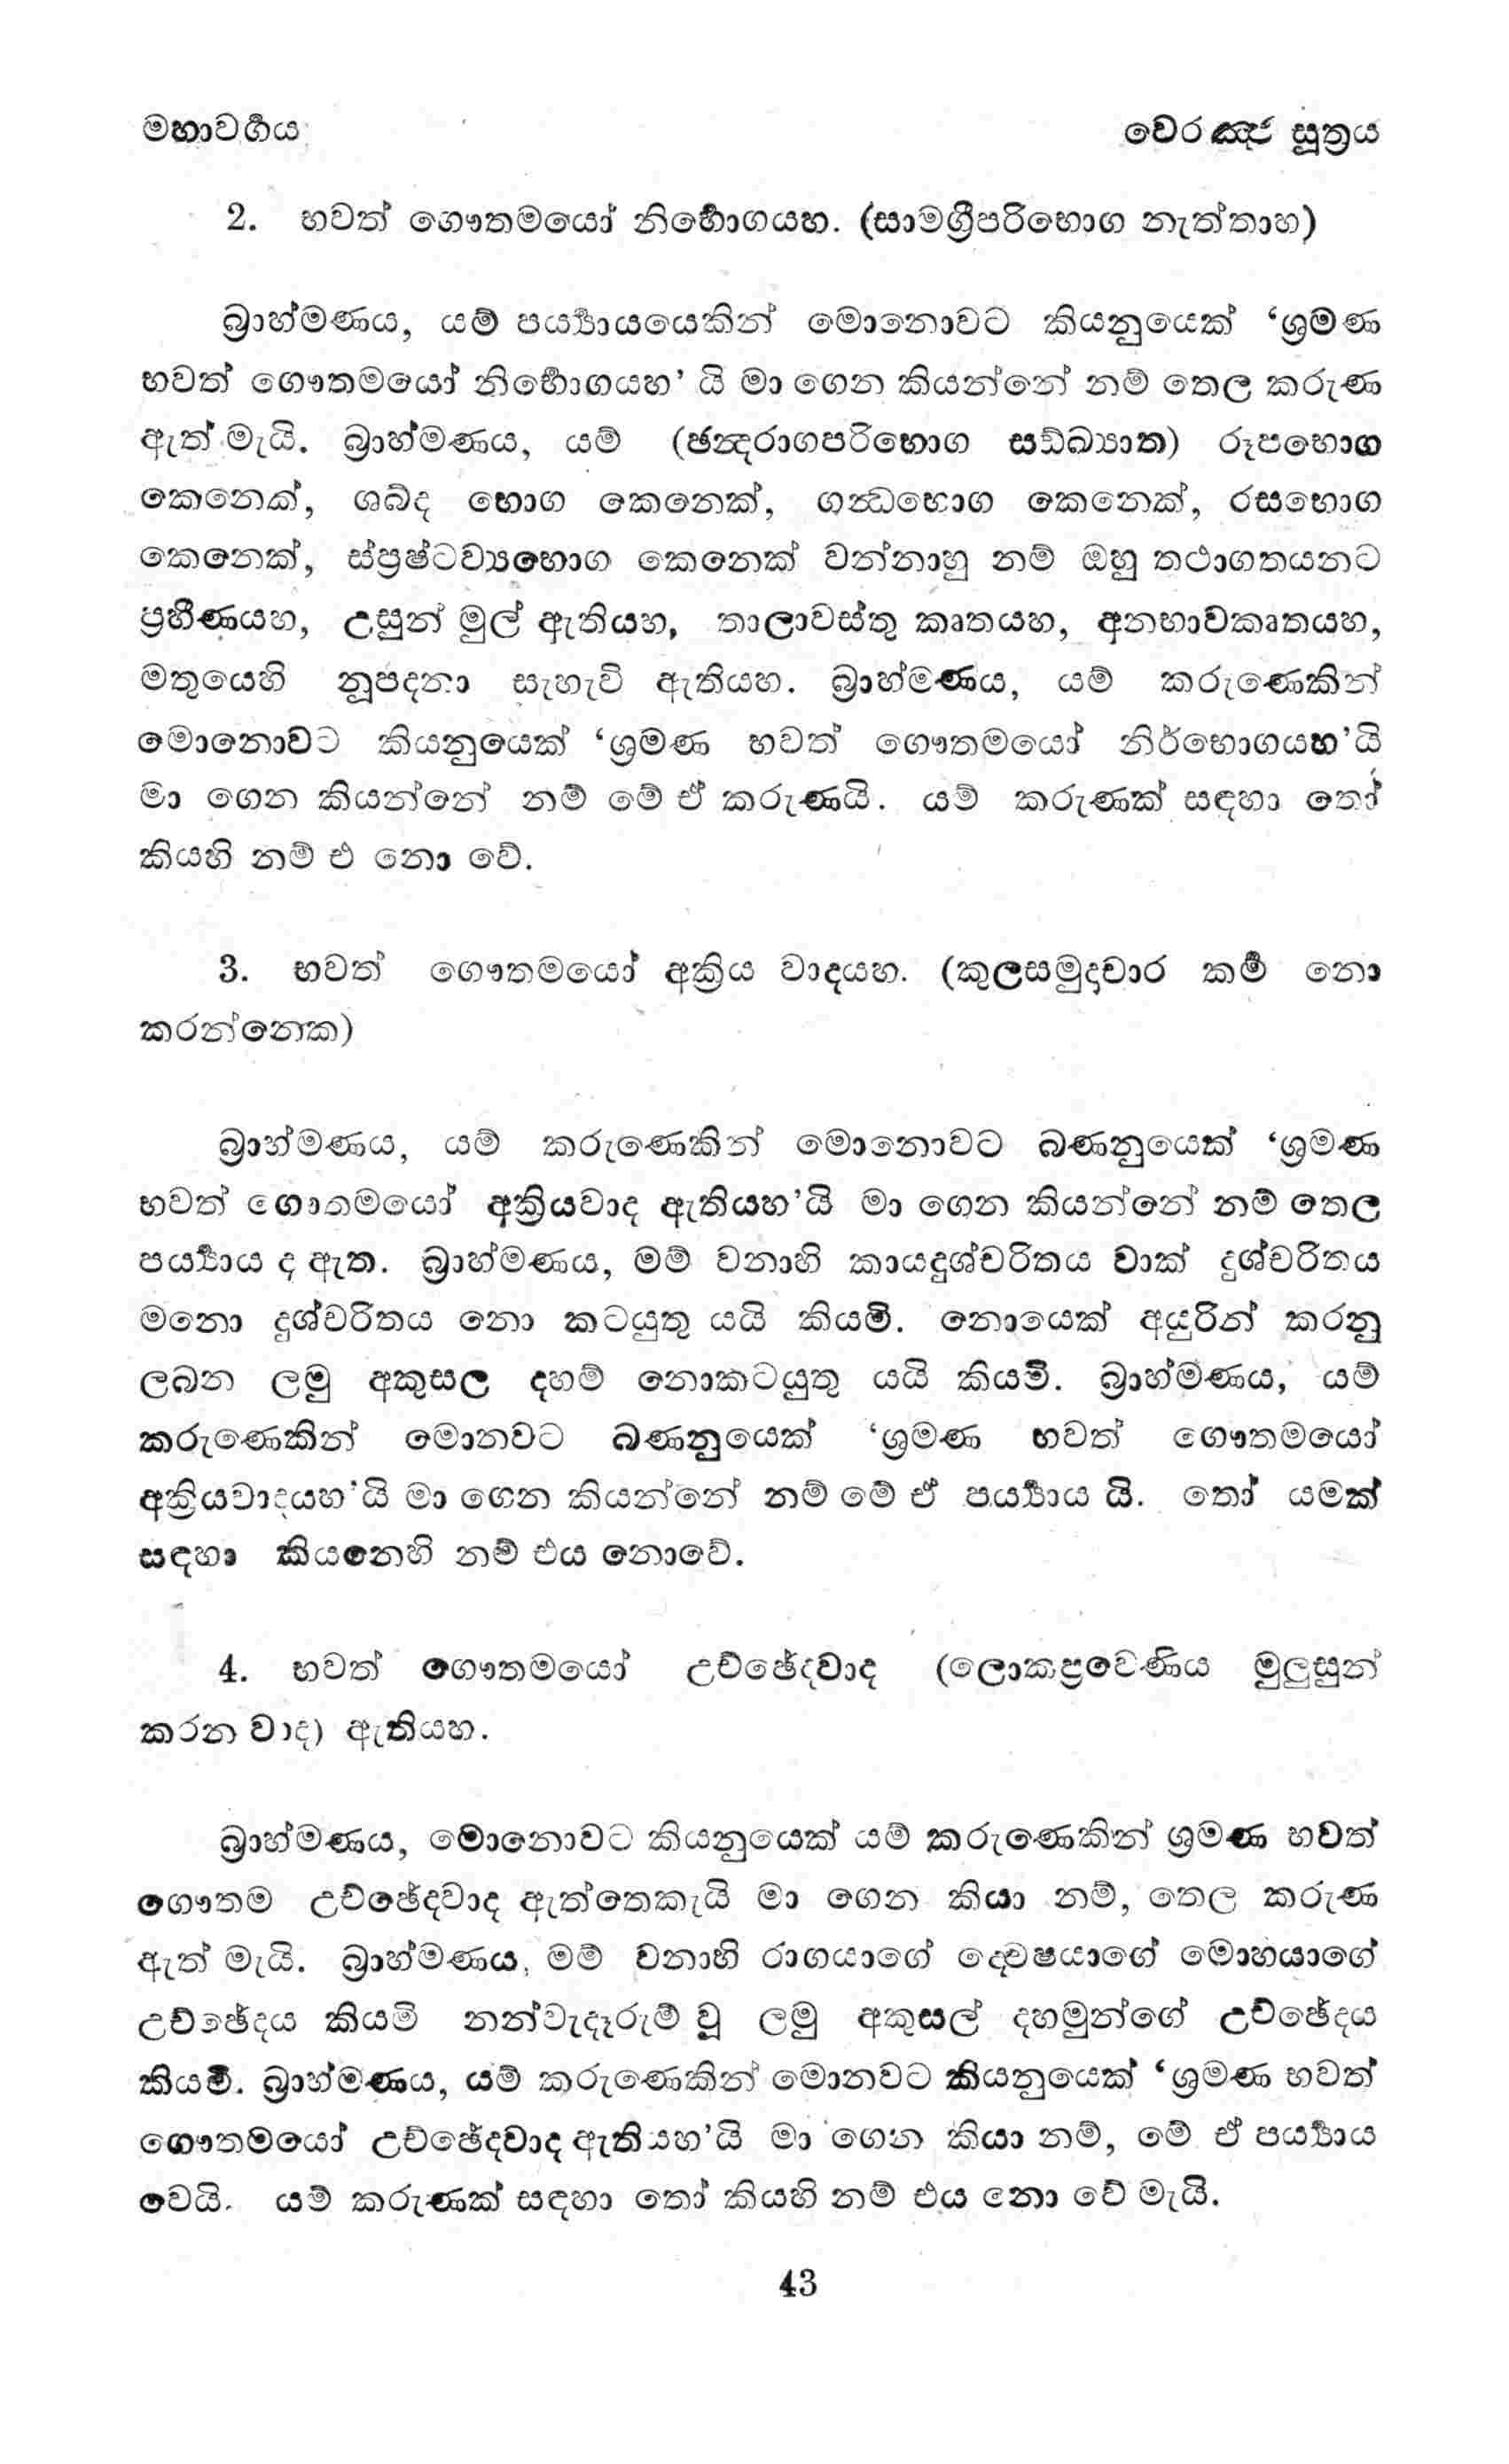 මහාවර්‍ගය
වෙරඤ්ජ සූත්‍රය
2. භවත් ගෞතමයෝ නිර්‍භොගයහ. (සාමග්‍රීපරිභොග නැත්තාහ)
බ්‍රාහ්මණය, යම් පර්‍ය්‍යායයෙකින් මොනොවට කියනුයෙක් ‘ශ්‍රමණ
භවත් ගෞතමයෝ නිර්‍භොගයහ’ යි මා ගෙන කියන්නේ නම් තෙල කරුණ
ඇත් මැයි. බ්‍රාහ්මණය, යම් (ඡන්‍දරාගපරිභොග සඞ්ඛ්‍යාත) රූපභොග
කෙනෙක්, ශබ්ද භොග කෙනෙක්, ගන්‍ධභොග කෙනෙක්, රසභොග
කෙනෙක්, ස්ප්‍රෂ්ටව්‍යභොග කෙනෙක් වන්නාහු නම් ඔහු තථාගතයනට
ප්‍රහීණයහ, උසුන් මුල් ඇතියහ, තාලාවස්තු කෘතයහ, අනභාවකෘතයහ,
මතුයෙහි නූපදනා සැහැවි ඇතියහ. බ්‍රාහ්මණය, යම් කරුණෙකින්
මොනොවට කියනුයෙක් ‘ශ්‍රමණ භවත් ගෞතමයෝ නිර්භොගයහ’යි
මා ගෙන කියන්නේ නම් මේ ඒ කරුණයි. යම් කරුණක් සඳහා තෝ
කියහි නම් එ නො වේ.
3. භවත් ගෞතමයෝ අක්‍රිය වාදයහ. (කුලසමුදාචාර කර්‍ම නො
කරන්නෙක)
බ්‍රාහ්මණය, යම් කරුණෙකින් මොනොවට බණනුයෙක් ‘ශ්‍රමණ
භවත් ගොතමයෝ අක්‍රියවාද ඇතියහ’යි මා ගෙන කියන්නේ නම් තෙල
පර්‍ය්‍යාය ද ඇත. බ්‍රාහ්මණය, මම් වනාහි කායදුශ්චරිතය වාක් දුශ්චරිතය
මනො දුශ්චරිතය නො කටයුතු යයි කියමි. නොයෙක් අයුරින් කරනු
ලබන ලමු අකුසල දහම් නොකටයුතු යයි කියමි. බ්‍රාහ්මණය, යම්
කරුණෙකින් මොනවට බණනුයෙක් ‘ශ්‍රමණ භවත් ගෞතමයෝ
අක්‍රියවාදයහ’යි මා ගෙන කියන්නේ නම් මේ ඒ පර්‍ය්‍යාය යි. තෝ යමක්
සඳහා කියනෙහි නම් එය නොවේ.
4. භවත් ගෞතමයෝ උච්ඡේදවාද (ලොකප්‍රවෙණිය මුලුසුන්
කරන වාද) ඇතියහ.
බ්‍රාහ්මණය, මොනොවට කියනුයෙක් යම් කරුණෙකින් ශ්‍රමණ භවත්
ගෞතම උච්ඡේදවාද ඇත්තෙකැයි මා ගෙන කියා නම්, තෙල කරුණ
ඇත් මැයි. බ්‍රාහ්මණය, මම් වනාහි රාගයාගේ ද්‍වෙෂයාගේ මොහයාගේ
උච්ඡේදය කියමි නන්වැදෑරුම් වූ ලමු අකුසල් දහමුන්ගේ උච්ඡේදය
කියමි. බ්‍රාහ්මණය, යම් කරුණෙකින් මොනවට කියනුයෙක් ‘ශ්‍රමණ භවත්
ගෞතමයෝ උච්ඡේදවාද ඇතියහ’යි මා ගෙන කියා නම්, මේ ඒ පර්‍ය්‍යාය
වෙයි. යම් කරුණක් සඳහා තෝ කියහි නම් එය නො වේ මැයි.
43